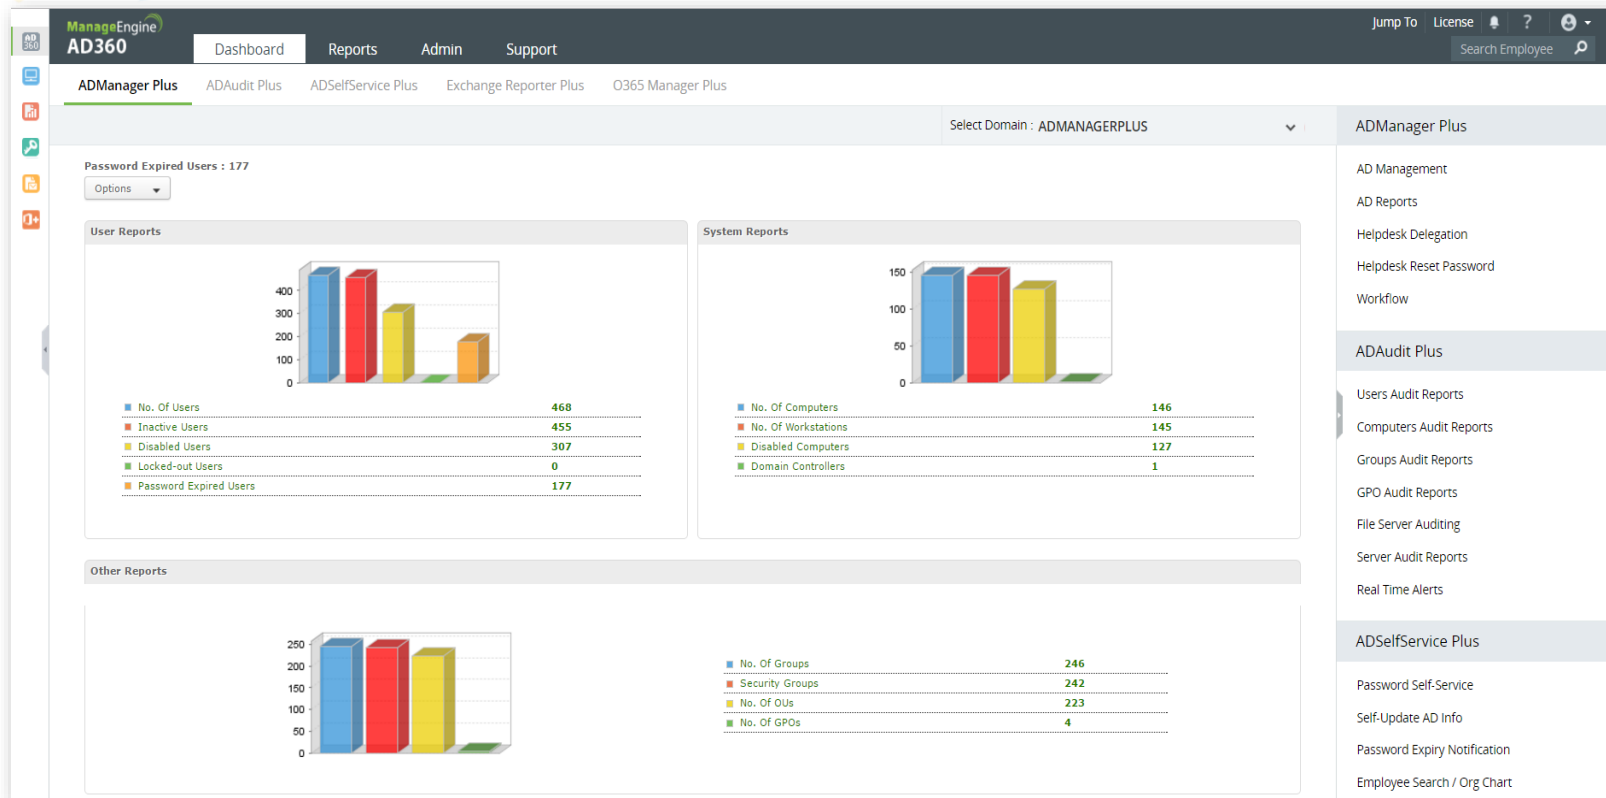 ManageEngine
AD360
Dashboard Reports Admin Support
Jump To License ?
Search Employee
AD
360
ADManager Plus ADAudit Plus ADSelfService Plus Exchange Reporter Plus O365 Manager Plus
Select Domain : ADMANAGERPLUS
Password Expired Users : 177
Options
User Reports
400
300
200
100
0
No. Of Users 468
Inactive Users 455
Disabled Users 307
Locked-out Users 0
Password Expired Users 177
System Reports
150
100
50
0
No. Of Computers 146
No. Of Workstations 145
Disabled Computers 127
Domain Controllers 1
Other Reports
250
200
150
100
50
0
No. Of Groups 246
Security Groups 242
No. Of OUs 223
No. Of GPOs 4
ADManager Plus
AD Management
AD Reports
Helpdesk Delegation
Helpdesk Reset Password
Workflow
ADAudit Plus
Users Audit Reports
Computers Audit Reports
Groups Audit Reports
GPO Audit Reports
File Server Auditing
Server Audit Reports
Real Time Alerts
ADSelfService Plus
Password Self-Service
Self-Update AD Info
Password Expiry Notification
Employee Search / Org Chart